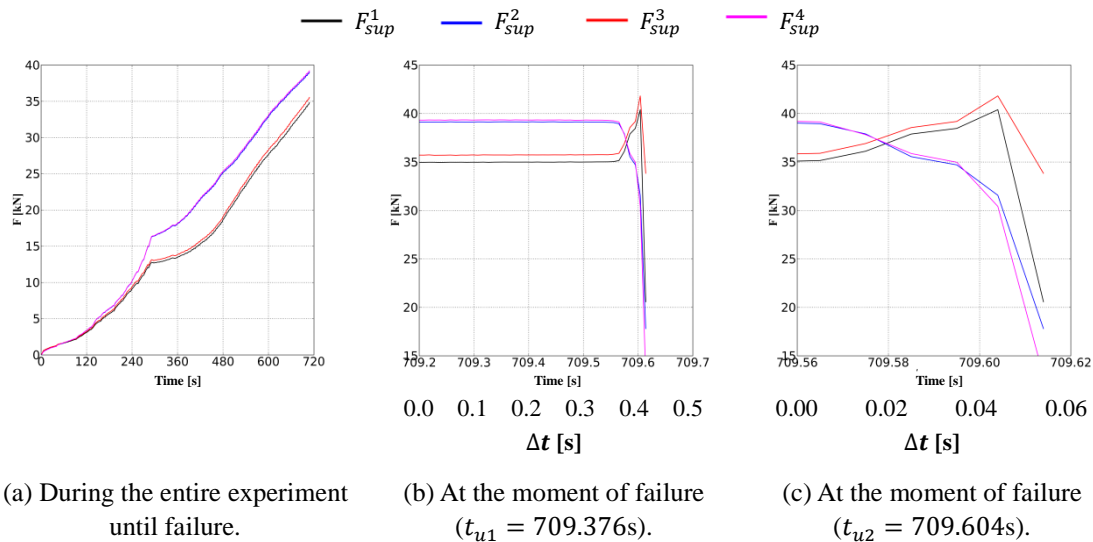 F¹sup F²sup F³sup F⁴sup
40
35
30
25
20
15
10
5
0
F [kN]
0 120 240 360 480 600 720
Time [s]
45
40
35
30
25
20
15
F [kN]
709.2 709.3 709.4 709.5 709.6 709.7
Time [s]
0.0 0.1 0.2 0.3 0.4 0.5
Δt [s]
45
40
35
30
25
20
15
F [kN]
709.56 709.58 709.60 709.62
Time [s]
0.00 0.02 0.04 0.06
Δt [s]
(a) During the entire experiment
until failure.
(b) At the moment of failure
(tu1 = 709.376s).
(c) At the moment of failure
(tu2 = 709.604s).